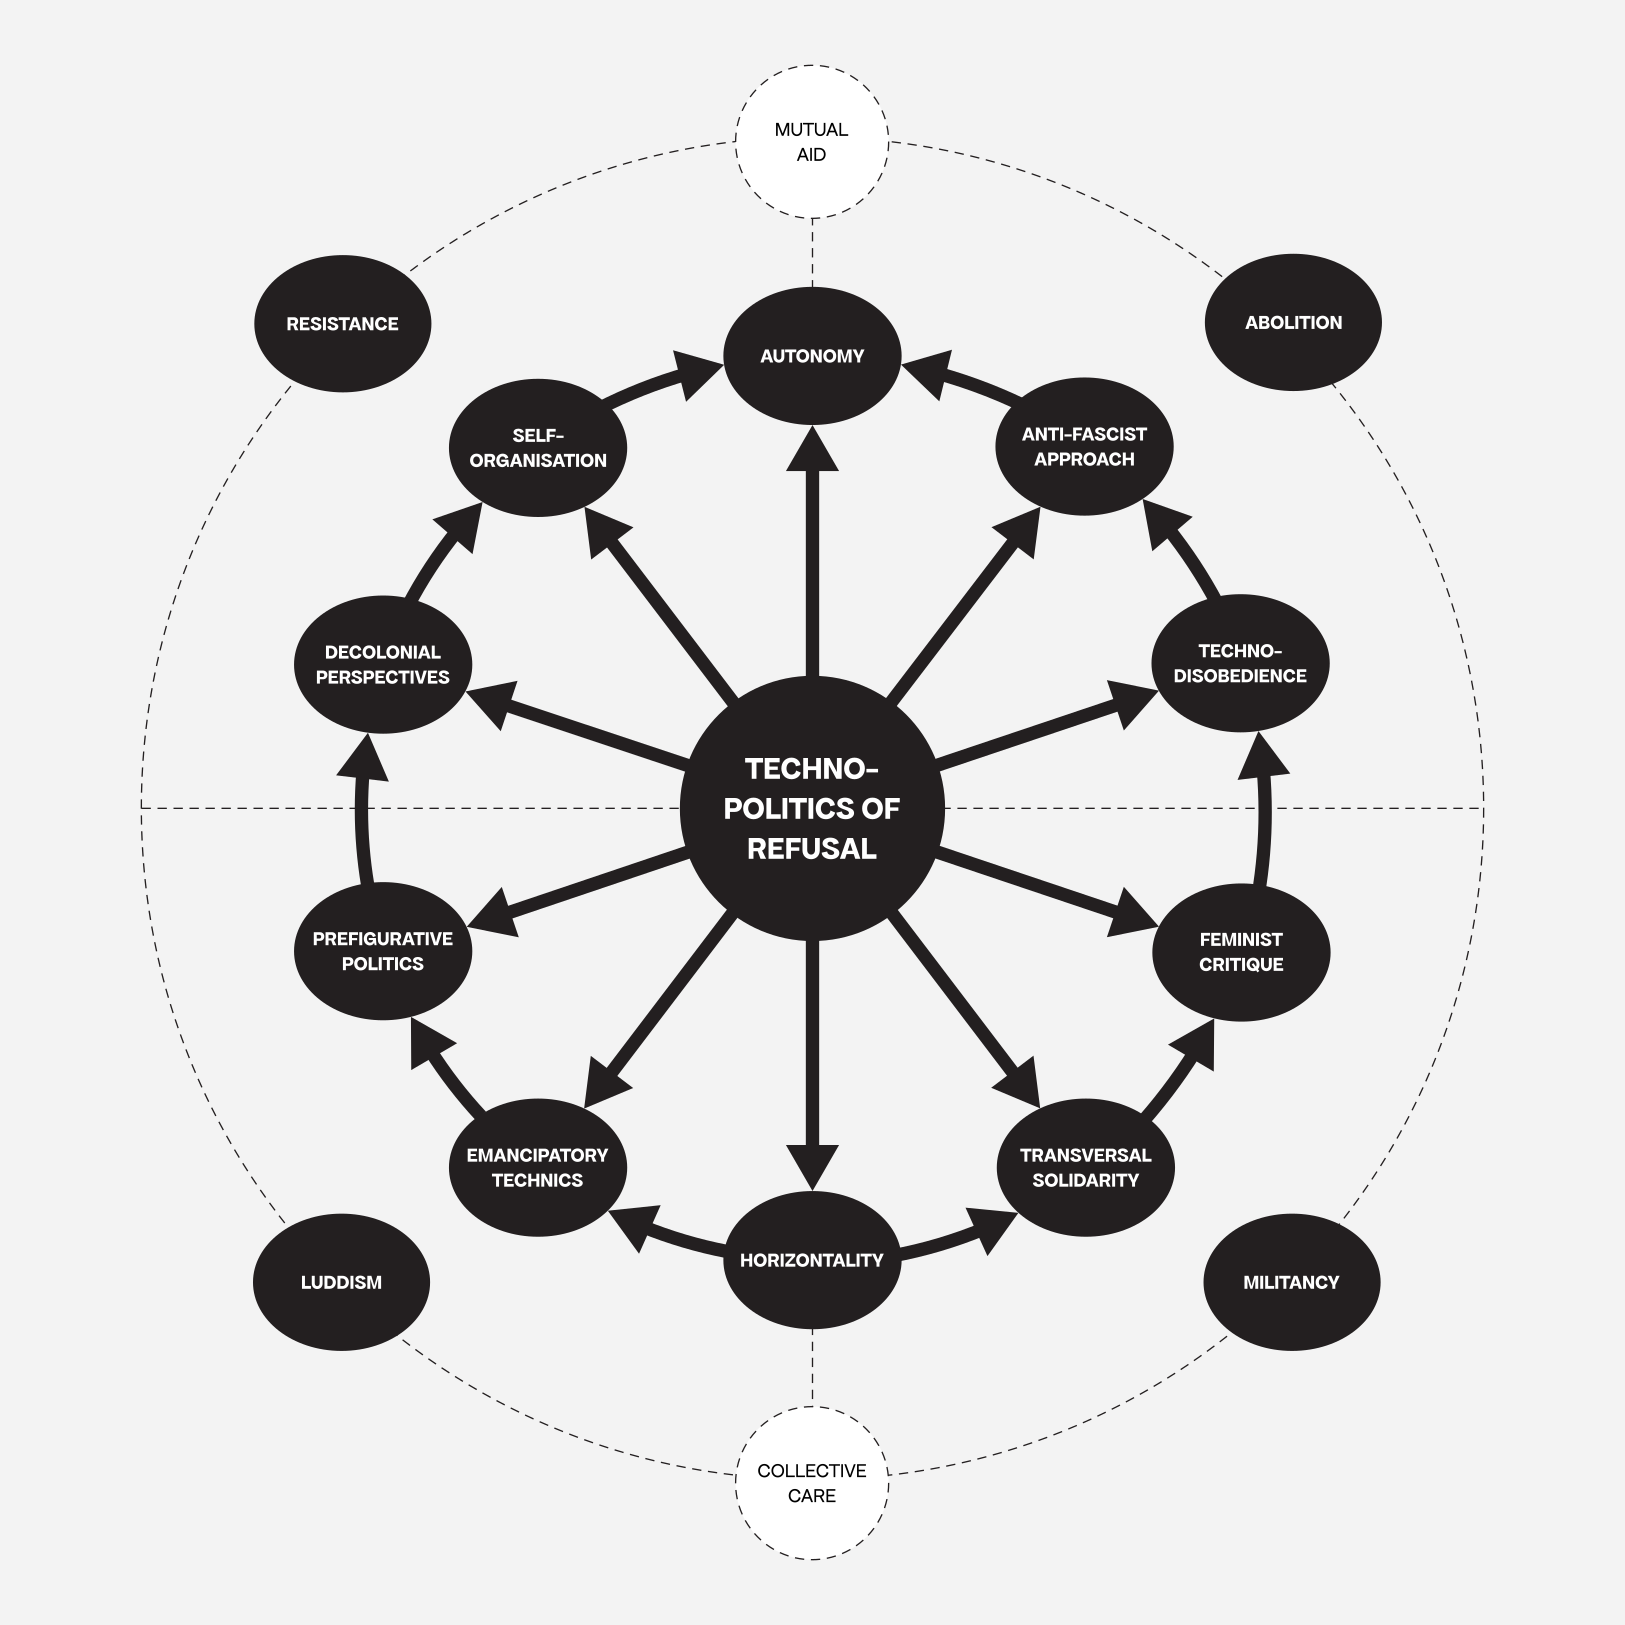 MUTUAL
AID
RESISTANCE
ABOLITION
AUTONOMY
SELF-
ORGANISATION
ANTI-FASCIST
APPROACH
DECOLONIAL
PERSPECTIVES
TECHNO-
DISOBEDIENCE
TECHNO-
POLITICS OF
REFUSAL
PREFIGURATIVE
POLITICS
FEMINIST
CRITIQUE
EMANCIPATORY
TECHNICS
TRANSVERSAL
SOLIDARITY
HORIZONTALITY
LUDDISM
MILITANCY
COLLECTIVE
CARE